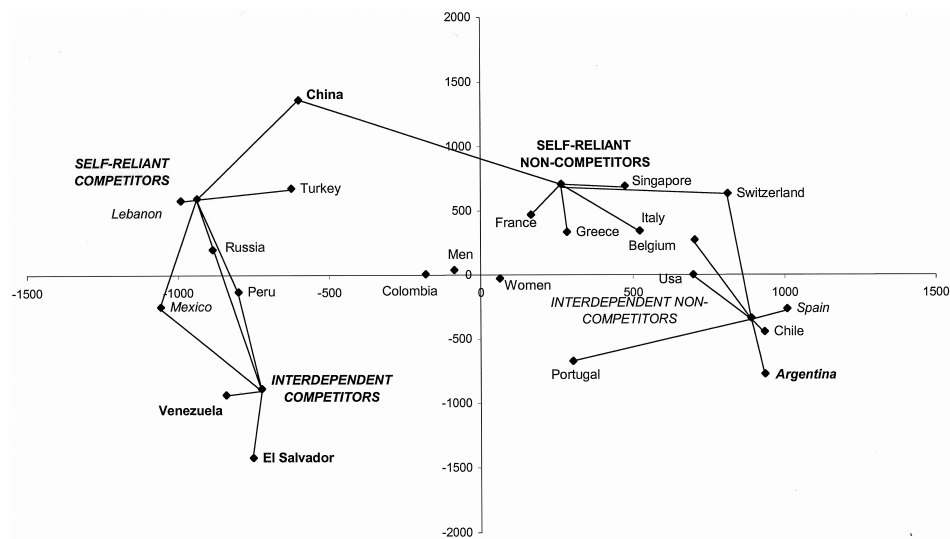 2000
1500
China
1000
SELF-RELIANT
NON-COMPETITORS
SELF-RELIANT
COMPETITORS
Singapore
Turkey
Switzerland
Lebanon
500
France
Italy
Greece
Belgium
Russia
Men
0
Colombia
Women
Usa
-1500
-1000
-500
0
500
1000
1500
Peru
Mexico
INTERDEPENDENT NON-
COMPETITORS
Spain
Chile
-500
Portugal
Argentina
INTERDEPENDENT
COMPETITORS
Venezuela
-1000
El Salvador
-1500
-2000